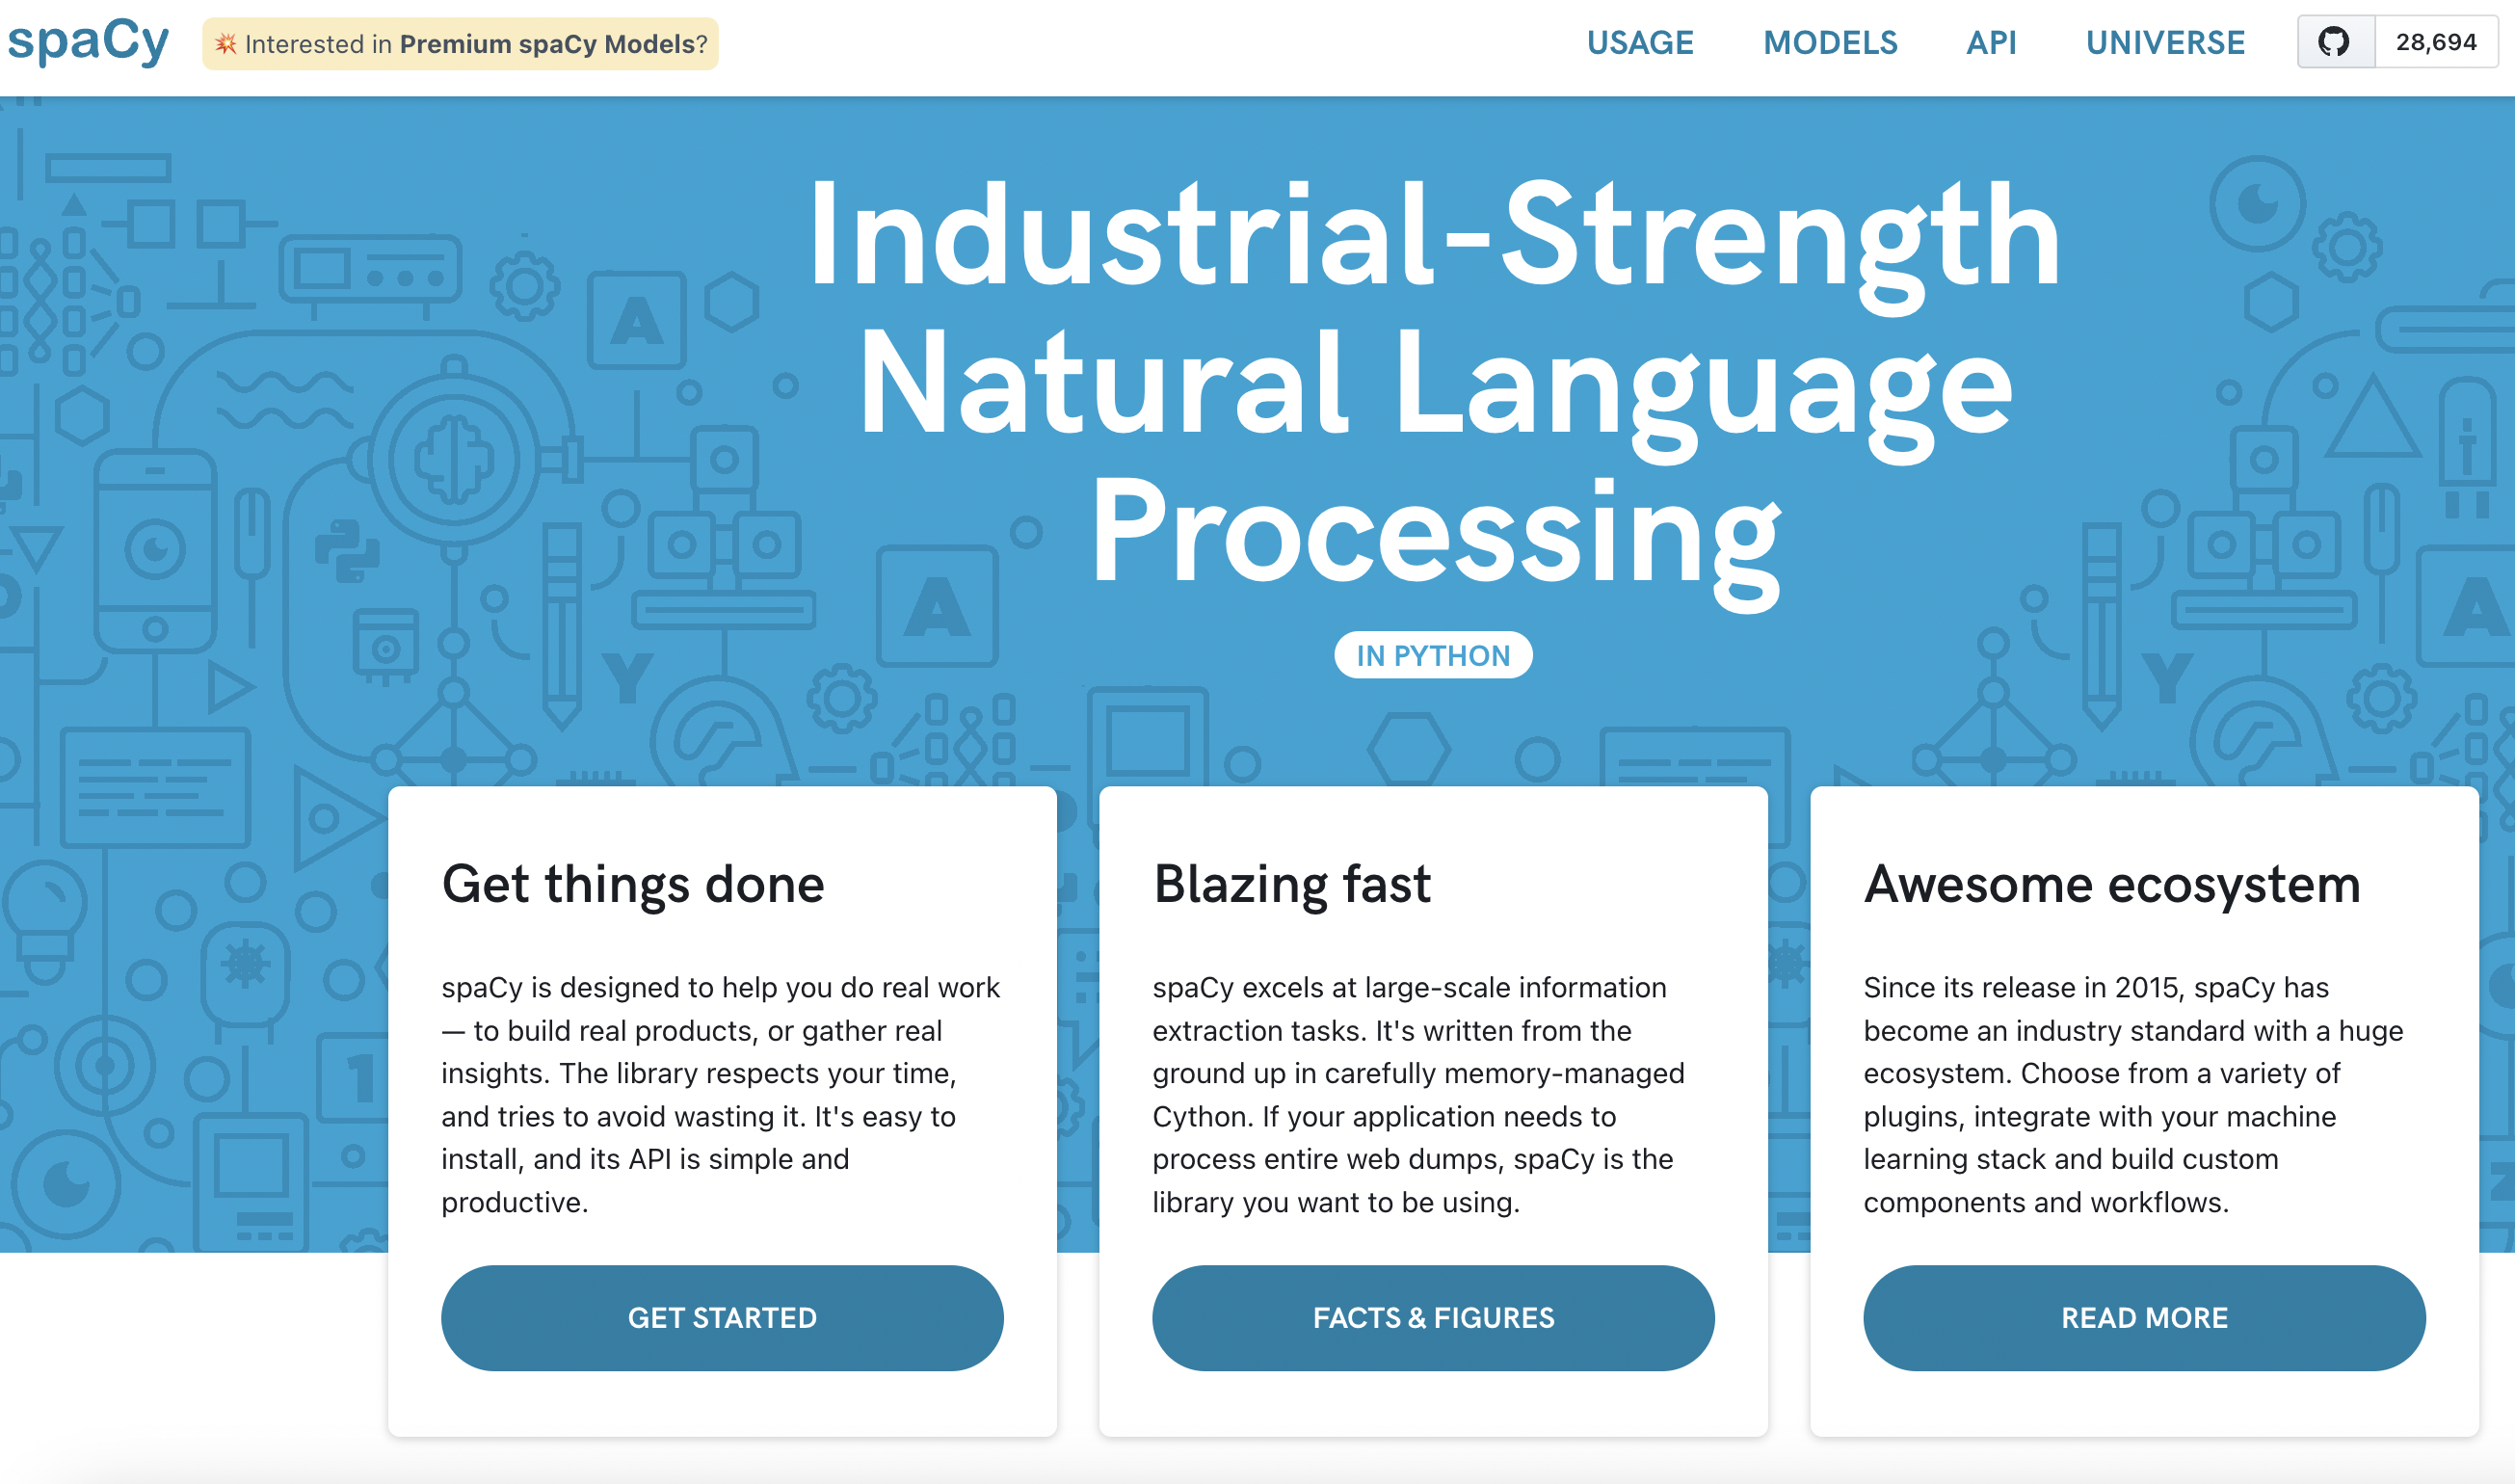 spaCy
💥 Interested in Premium spaCy Models?
USAGE MODELS API UNIVERSE 28,694
Industrial-Strength
Natural Language
Processing
IN PYTHON
A
A
Y
1
A
Y
Get things done
spaCy is designed to help you do real work
— to build real products, or gather real
insights. The library respects your time,
and tries to avoid wasting it. It's easy to
install, and its API is simple and
productive.
GET STARTED
Blazing fast
spaCy excels at large-scale information
extraction tasks. It's written from the
ground up in carefully memory-managed
Cython. If your application needs to
process entire web dumps, spaCy is the
library you want to be using.
FACTS & FIGURES
Awesome ecosystem
Since its release in 2015, spaCy has
become an industry standard with a huge
ecosystem. Choose from a variety of
plugins, integrate with your machine
learning stack and build custom
components and workflows.
READ MORE